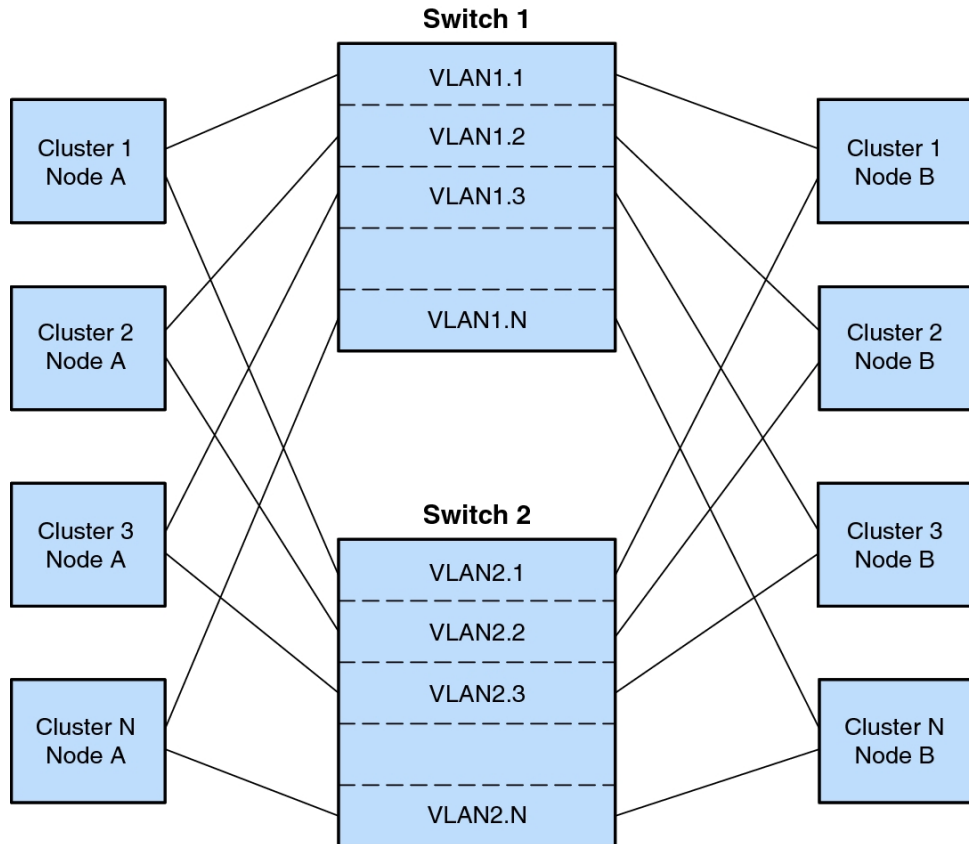 Switch 1
VLAN1.1
VLAN1.2
VLAN1.3
VLAN1.N
Cluster 1
Node A
Cluster 2
Node A
Cluster 3
Node A
Cluster N
Node A
Cluster 1
Node B
Cluster 2
Node B
Cluster 3
Node B
Cluster N
Node B
Switch 2
VLAN2.1
VLAN2.2
VLAN2.3
VLAN2.N